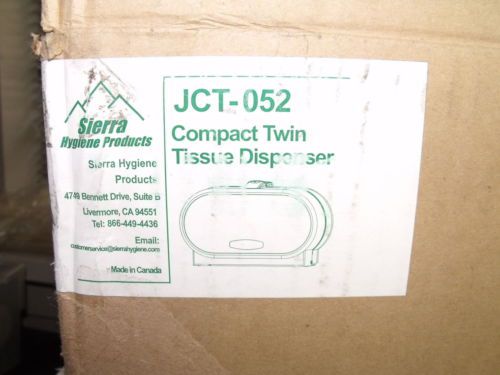 Sierra
Hygiene Products
Sierra Hygiene
Products
4749 Bennett Drive, Suite B
Livermore, CA 94551
Tel: 866-449-4436
Email:
customerservice@sierrahygiene.com
Made in Canada
JCT-052
Compact Twin
Tissue Dispenser